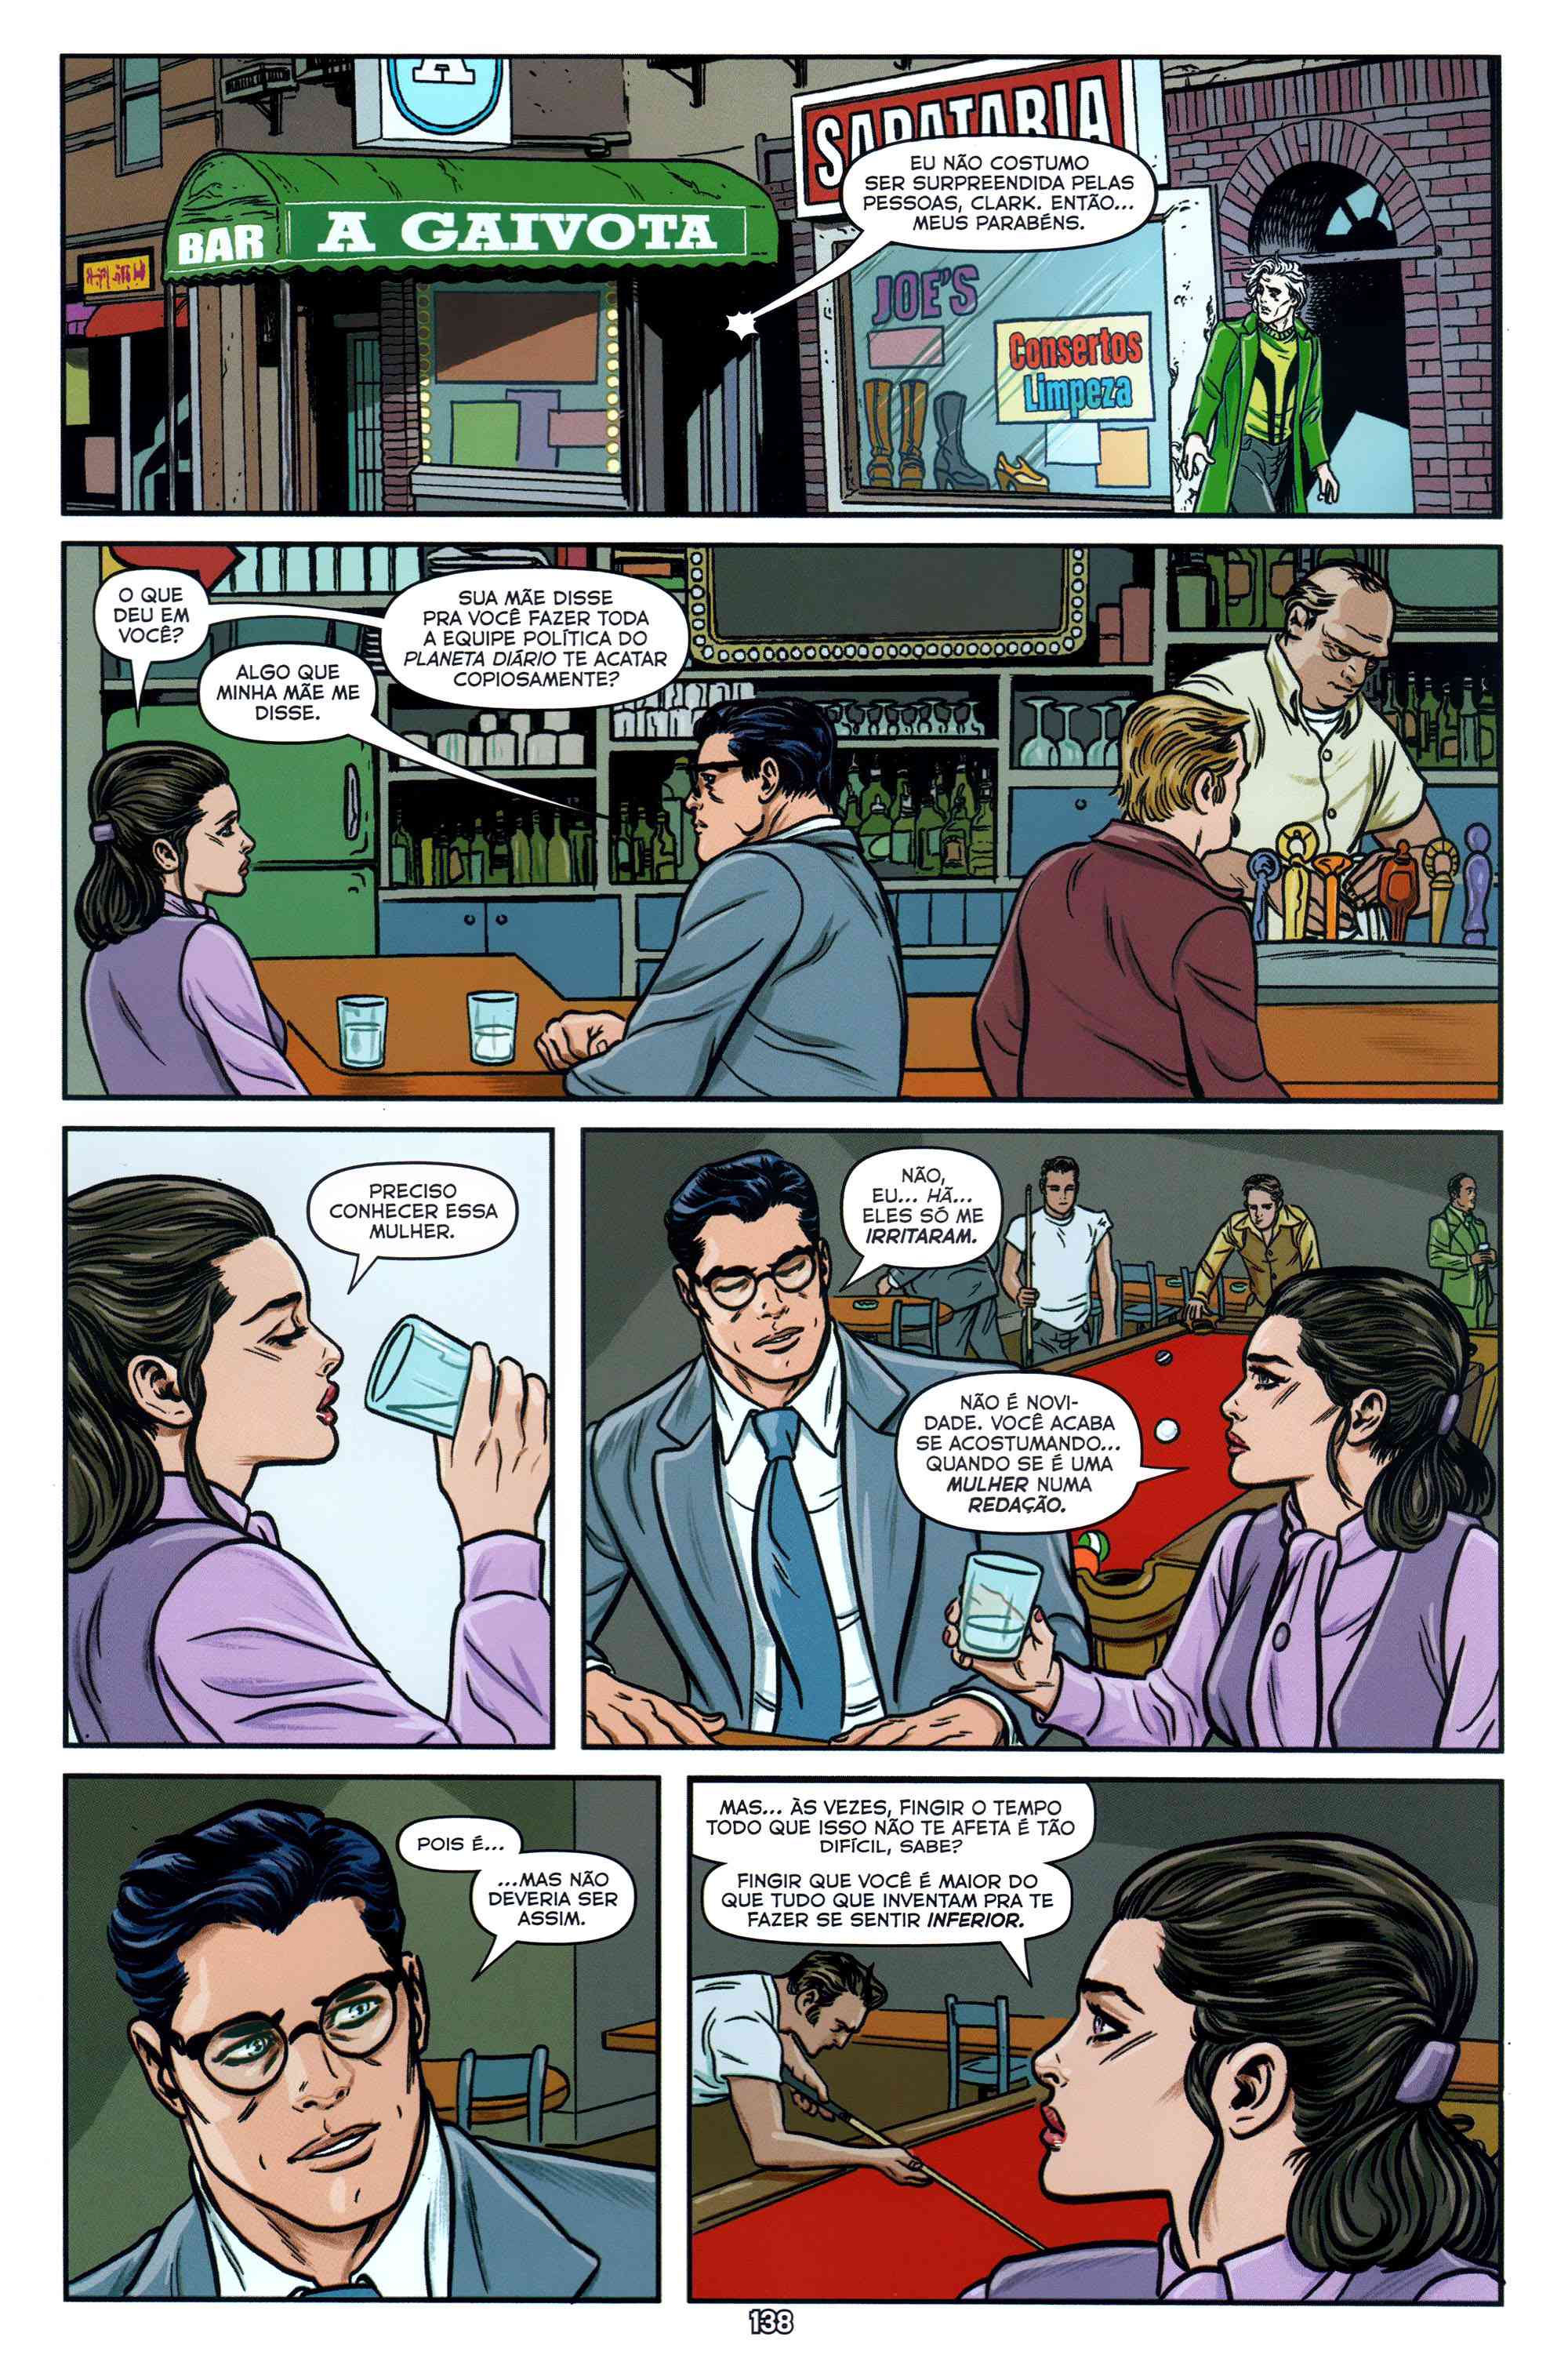 A
SAPATARIA
BAR
A GAIVOTA
EU NÃO COSTUMO
SER SURPREENDIDA PELAS
PESSOAS, CLARK. ENTÃO...
MEUS PARABÉNS.
JOE'S
Consertos
Limpeza
O QUE
DEU EM
VOCÊ?
ALGO QUE
MINHA MÃE ME
DISSE.
SUA MÃE DISSE
PRA VOCÊ FAZER TODA
A EQUIPE POLÍTICA DO
PLANETA DIÁRIO TE ACATAR
COPIOSAMENTE?
PRECISO
CONHECER ESSA
MULHER.
NÃO,
EU... HÃ...
ELES SÓ ME
IRRITARAM.
NÃO É NOVI-
DADE. VOCÊ ACABA
SE ACOSTUMANDO...
QUANDO SE É UMA
MULHER NUMA
REDAÇÃO.
POIS É...
...MAS NÃO
DEVERIA SER
ASSIM.
MAS... ÀS VEZES, FINGIR O TEMPO
TODO QUE ISSO NÃO TE AFETA É TÃO
DIFÍCIL, SABE?
FINGIR QUE VOCÊ É MAIOR DO
QUE TUDO QUE INVENTAM PRA TE
FAZER SE SENTIR INFERIOR.
138